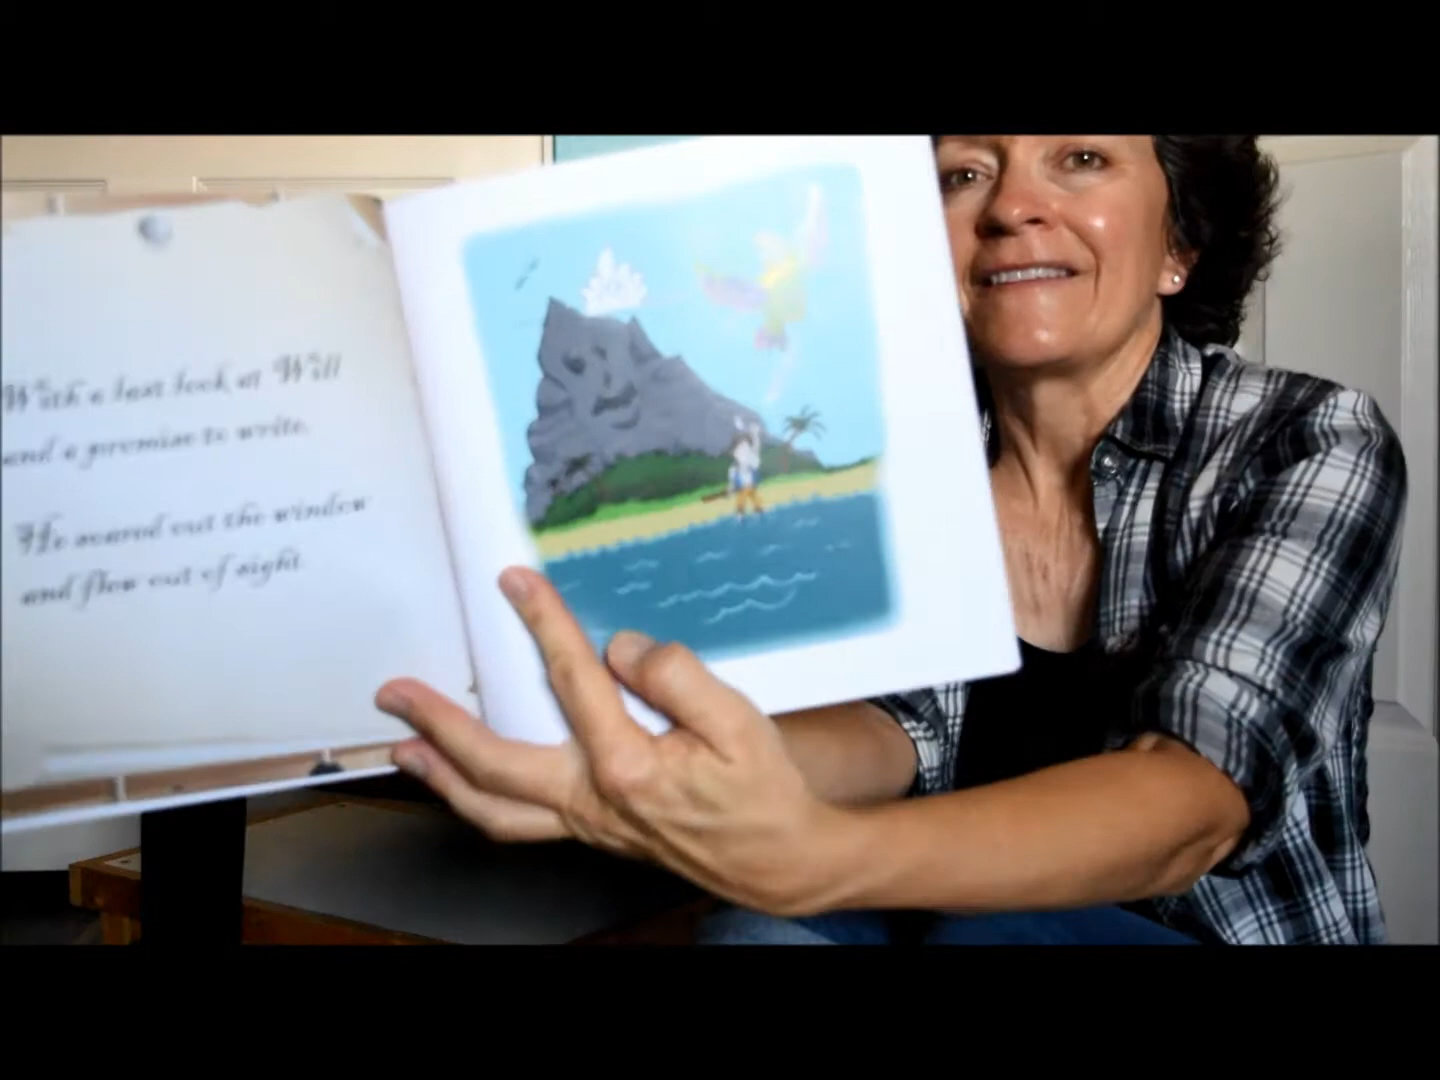 With a last look at Will
and a promise to write,
He soared out the window
and flew out of sight.